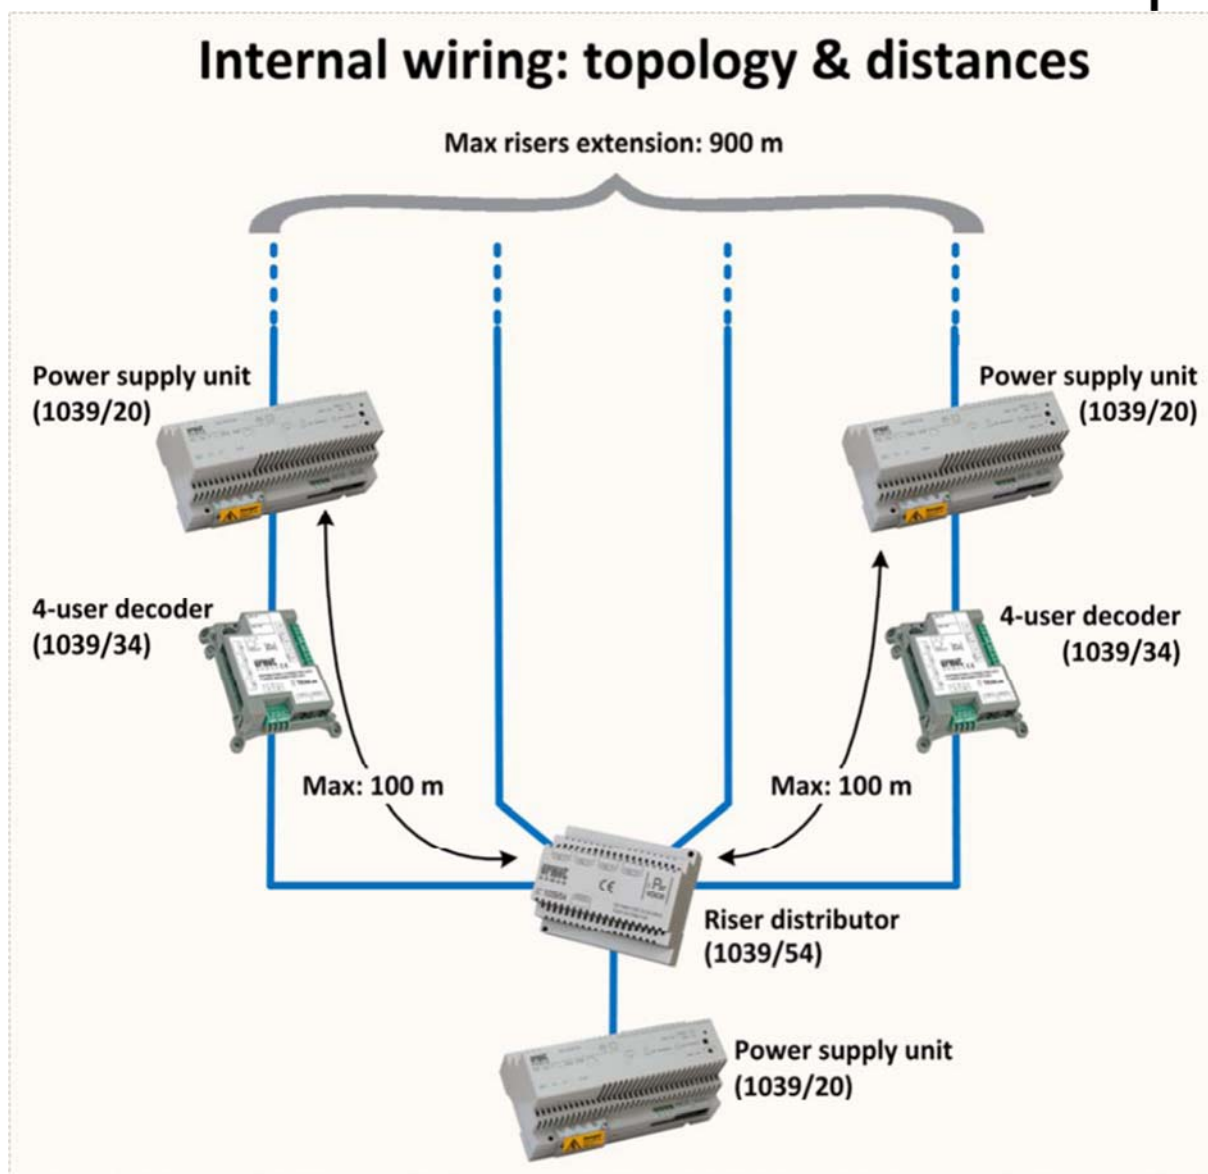 Internal wiring: topology & distances
Max risers extension: 900 m
Power supply unit
(1039/20)
Power supply unit
(1039/20)
4-user decoder
(1039/34)
4-user decoder
(1039/34)
Max: 100 m
Max: 100 m
CE
Riser distributor
(1039/54)
Power supply unit
(1039/20)